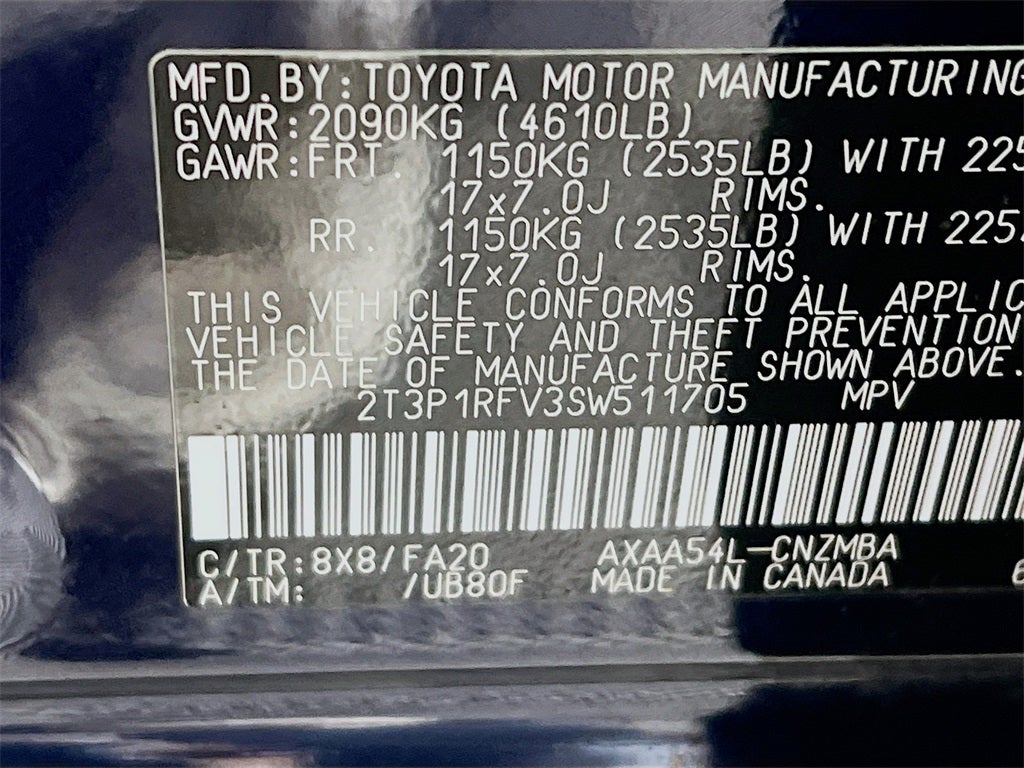 MFD.BY:TOYOTA MOTOR MANUFACTURING
GVWR:2090KG (4610LB)
GAWR:FRT. 1150KG (2535LB) WITH 225
17x7.0J RIMS.
RR. 1150KG (2535LB) WITH 225
17x7.0J RIMS.
THIS VEHICLE CONFORMS TO ALL APPLIC
VEHICLE SAFETY AND THEFT PREVENTION
THE DATE OF MANUFACTURE SHOWN ABOVE.
2T3P1RFV3SW511705 MPV
C/TR:8X8/FA20 AXAA54L-CNZMBA
A/TM: /UB80F MADE IN CANADA